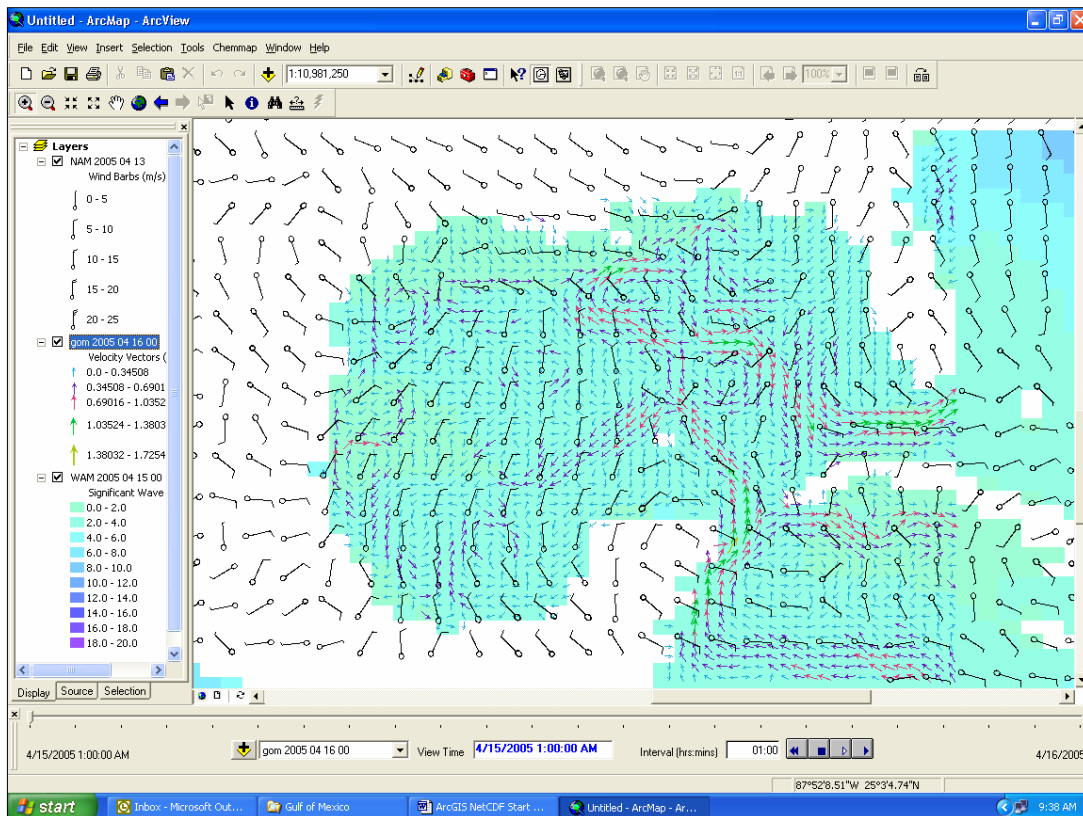 Untitled - ArcMap - ArcView
File Edit View Insert Selection Tools Chemmap Window Help
1:10,981,250
100%
Layers
NAM 2005 04 13
Wind Barbs (m/s)
0 - 5
5 - 10
10 - 15
15 - 20
20 - 25
gom 2005 04 16 00
Velocity Vectors (
0.0 - 0.34508
0.34508 - 0.6901
0.69016 - 1.0352
1.03524 - 1.3803
1.38032 - 1.7254
WAM 2005 04 15 00
Significant Wave
0.0 - 2.0
2.0 - 4.0
4.0 - 6.0
6.0 - 8.0
8.0 - 10.0
10.0 - 12.0
12.0 - 14.0
14.0 - 16.0
16.0 - 18.0
18.0 - 20.0
Display Source Selection
4/15/2005 1:00:00 AM
gom 2005 04 16 00 View Time 4/15/2005 1:00:00 AM Interval (hrs:mins) 01:00
4/16/2005
87°52'8.51"W 25°3'4.74"N
start Inbox - Microsoft Out... Gulf of Mexico ArcGIS NetCDF Start ... Untitled - ArcMap - Ar... 9:38 AM